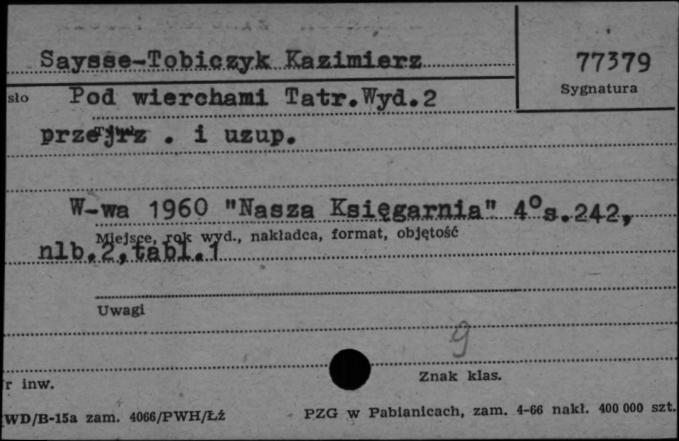 Saysse-Tobiczyk Kazimierz
77379
Sygnatura
sło
Pod wierchami Tatr.Wyd.2
przejrz . i uzup.
W-wa 1960 "Nasza Księgarnia" 4°s.242,
Miejsce, rok wyd., nakładca, format, objętość
nlb.2,tabl.1
Uwagi
9
r inw.
Znak klas.
WD/B-15a zam. 4066/PWH/Łż
PZG w Pabianicach, zam. 4-66 nakł. 400 000 szt.